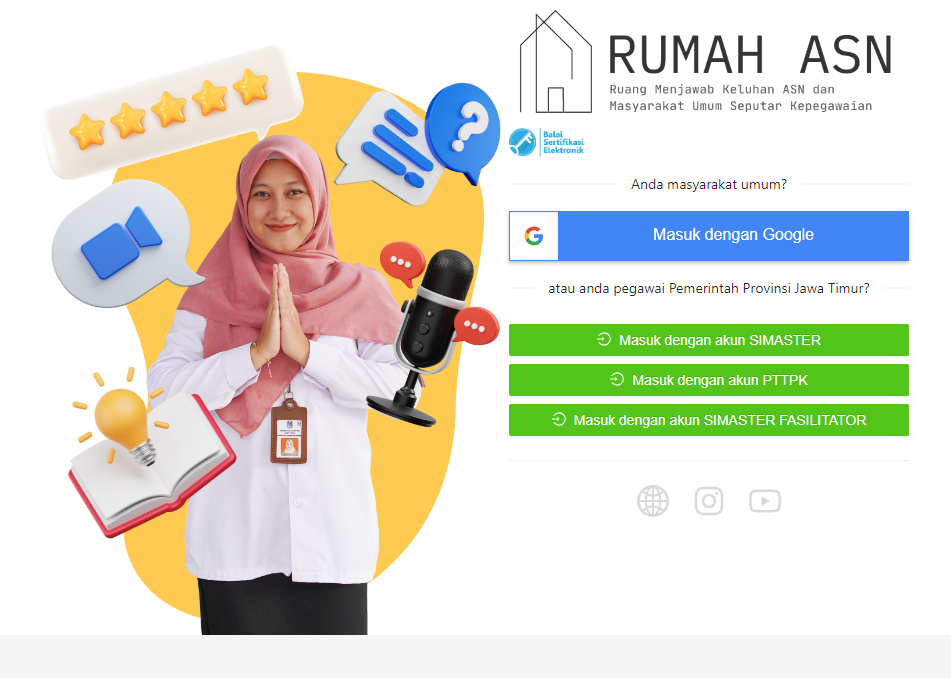 RUMAH ASN
Ruang Menjawab Keluhan ASN dan
Masyarakat Umum Seputar Kepegawaian
Balai
Sertifikasi
Elektronik
Anda masyarakat umum?
Masuk dengan Google
atau anda pegawai Pemerintah Provinsi Jawa Timur?
Masuk dengan akun SIMASTER
Masuk dengan akun PTTPK
Masuk dengan akun SIMASTER FASILITATOR
?